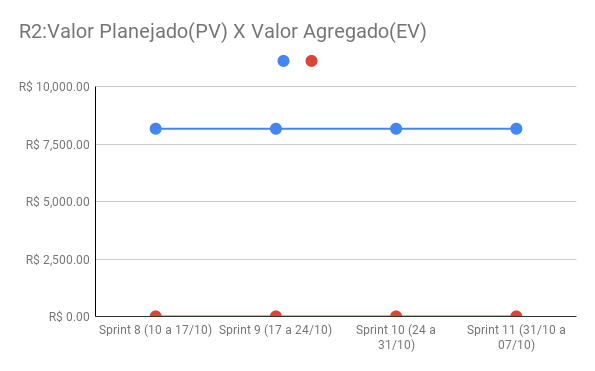 R2:Valor Planejado(PV) X Valor Agregado(EV)
R$ 10,000.00
R$ 7,500.00
R$ 5,000.00
R$ 2,500.00
R$ 0.00
Sprint 8 (10 a 17/10)
Sprint 9 (17 a 24/10)
Sprint 10 (24 a
31/10)
Sprint 11 (31/10 a
07/10)